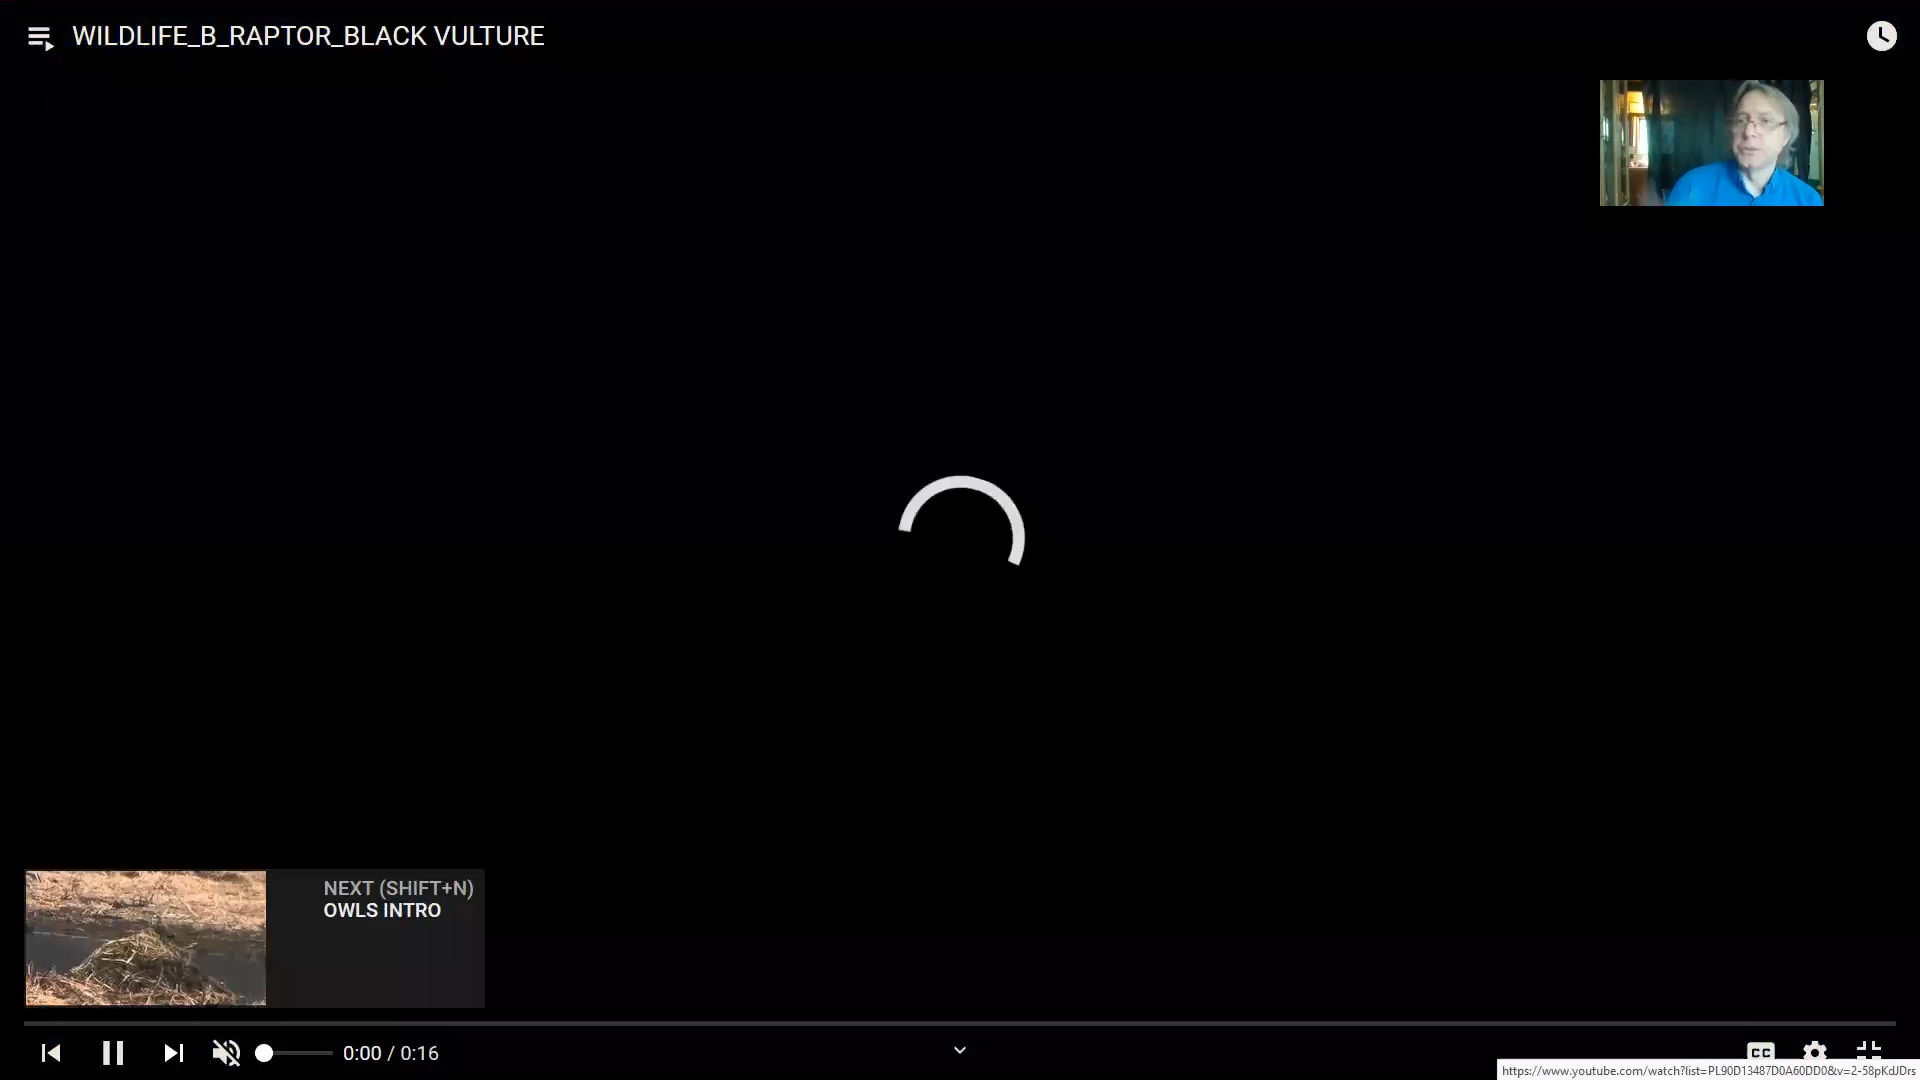 WILDLIFE_B_RAPTOR_BLACK VULTURE
NEXT (SHIFT+N)
OWLS INTRO
0:00 / 0:16
CC
https://www.youtube.com/watch?list=PL90D13487D0A60DD0&v=2-58pKdJDrs